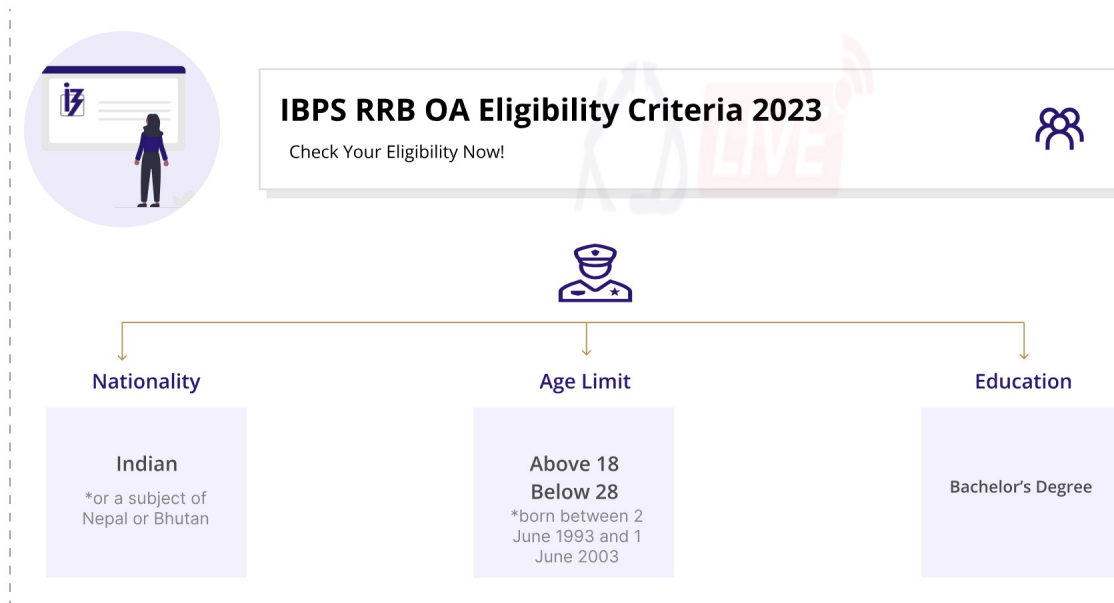 IBPS RRB OA Eligibility Criteria 2023
Check Your Eligibility Now!
LIVE
Nationality
Indian
*or a subject of
Nepal or Bhutan
Age Limit
Above 18
Below 28
*born between 2
June 1993 and 1
June 2003
Education
Bachelor’s Degree